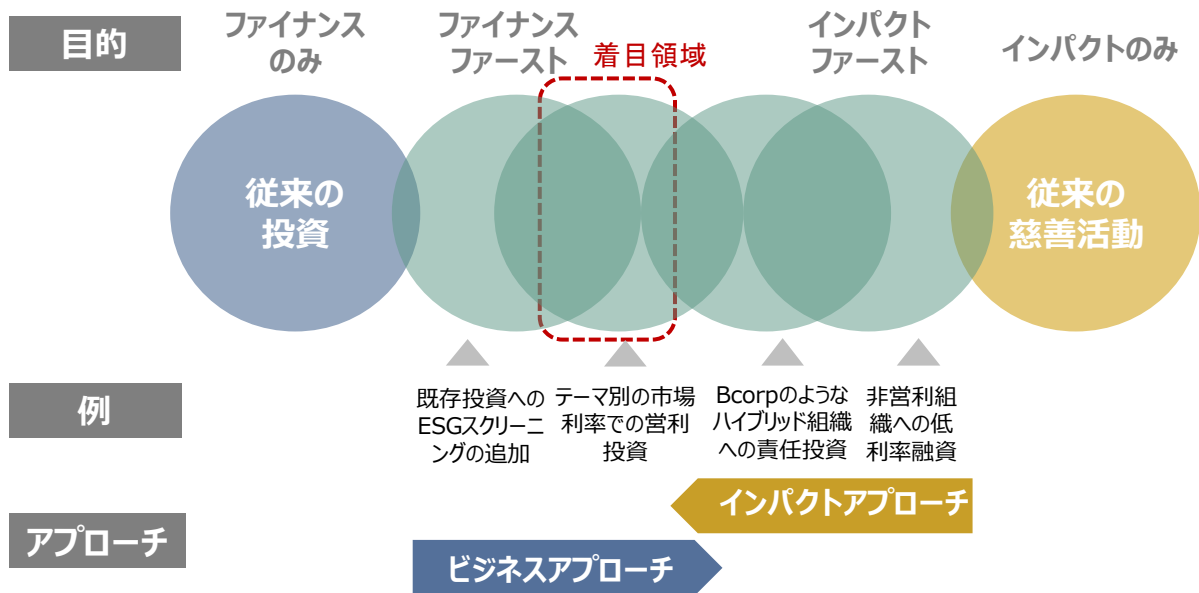 目的
ファイナンス
のみ
ファイナンス
ファースト
着目領域
インパクト
ファースト
インパクトのみ
従来の
投資
従来の
慈善活動
例
既存投資への
ESGスクリーニ
ングの追加
テーマ別の市場
利率での営利
投資
Bcorpのような
ハイブリッド組織
への責任投資
非営利組
織への低
利率融資
アプローチ
インパクトアプローチ
ビジネスアプローチ